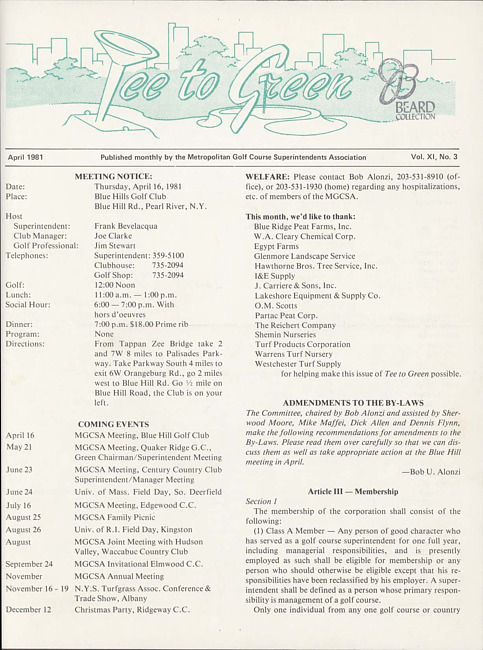 Tee to Green
BEARD
COLLECTION
April 1981 Published monthly by the Metropolitan Golf Course Superintendents Association Vol. XI, No. 3
MEETING NOTICE:
Date: Thursday, April 16, 1981
Place: Blue Hills Golf Club
Blue Hill Rd., Pearl River, N.Y.
Host
Superintendent: Frank Bevelacqua
Club Manager: Joe Clarke
Golf Professional: Jim Stewart
Telephones: Superintendent: 359-5100
Clubhouse: 735-2094
Golf Shop: 735-2094
Golf: 12:00 Noon
Lunch: 11:00 a.m. — 1:00 p.m.
Social Hour: 6:00 — 7:00 p.m. With
hors d'oeuvres
Dinner: 7:00 p.m. $18.00 Prime rib
Program: None
Directions: From Tappan Zee Bridge take 2
and 7W 8 miles to Palisades Park-
way. Take Parkway South 4 miles to
exit 6W Orangeburg Rd., go 2 miles
west to Blue Hill Rd. Go ½ mile on
Blue Hill Road, the Club is on your
left.
COMING EVENTS
April 16 MGCSA Meeting, Blue Hill Golf Club
May 21 MGCSA Meeting, Quaker Ridge G.C.,
Green Chairman/Superintendent Meeting
June 23 MGCSA Meeting, Century Country Club
Superintendent/Manager Meeting
June 24 Univ. of Mass. Field Day, So. Deerfield
July 16 MGCSA Meeting, Edgewood C.C.
August 25 MGCSA Family Picnic
August 26 Univ. of R.I. Field Day, Kingston
August MGCSA Joint Meeting with Hudson
Valley, Waccabuc Country Club
September 24 MGCSA Invitational Elmwood C.C.
November MGCSA Annual Meeting
November 16 – 19 N.Y.S. Turfgrass Assoc. Conference &
Trade Show, Albany
December 12 Christmas Party, Ridgeway C.C.
WELFARE: Please contact Bob Alonzi, 203-531-8910 (of-
fice), or 203-531-1930 (home) regarding any hospitalizations,
etc. of members of the MGCSA.
This month, we'd like to thank:
Blue Ridge Peat Farms, Inc.
W.A. Cleary Chemical Corp.
Egypt Farms
Glenmore Landscape Service
Hawthorne Bros. Tree Service, Inc.
I&E Supply
J. Carriere & Sons, Inc.
Lakeshore Equipment & Supply Co.
O.M. Scotts
Partac Peat Corp.
The Reichert Company
Shemin Nurseries
Turf Products Corporation
Warrens Turf Nursery
Westchester Turf Supply
for helping make this issue of Tee to Green possible.
ADMENDMENTS TO THE BY-LAWS
The Committee, chaired by Bob Alonzi and assisted by Sher-
wood Moore, Mike Maffei, Dick Allen and Dennis Flynn,
make the following recommendations for amendments to the
By-Laws. Please read them over carefully so that we can dis-
cuss them as well as take appropriate action at the Blue Hill
meeting in April.
—Bob U. Alonzi
Article III — Membership
Section 1
The membership of the corporation shall consist of the
following:
(1) Class A Member — Any person of good character who
has served as a golf course superintendent for one full year,
including managerial responsibilities, and is presently
employed as such shall be eligible for membership or any
person who should otherwise be eligible except that his re-
sponsibilities have been reclassified by his employer. A super-
intendent shall be defined as a person whose primary respon-
sibility is management of a golf course.
Only one individual from any one golf course or country